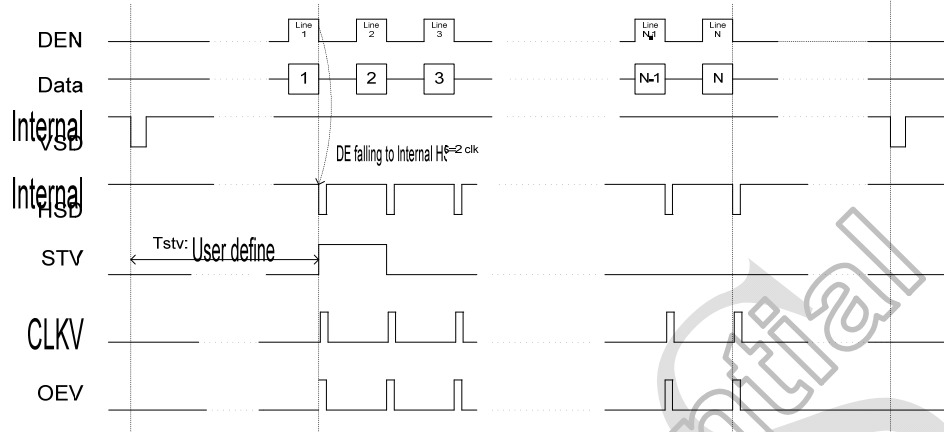 DEN
Line 1
Line 2
Line 3
Line N-1
Line N
Data
1
2
3
N-1
N
Internal VSD
DE falling to Internal HS=2 clk
Internal HSD
STV
Tstv: User define
CLKV
OEV
ntial